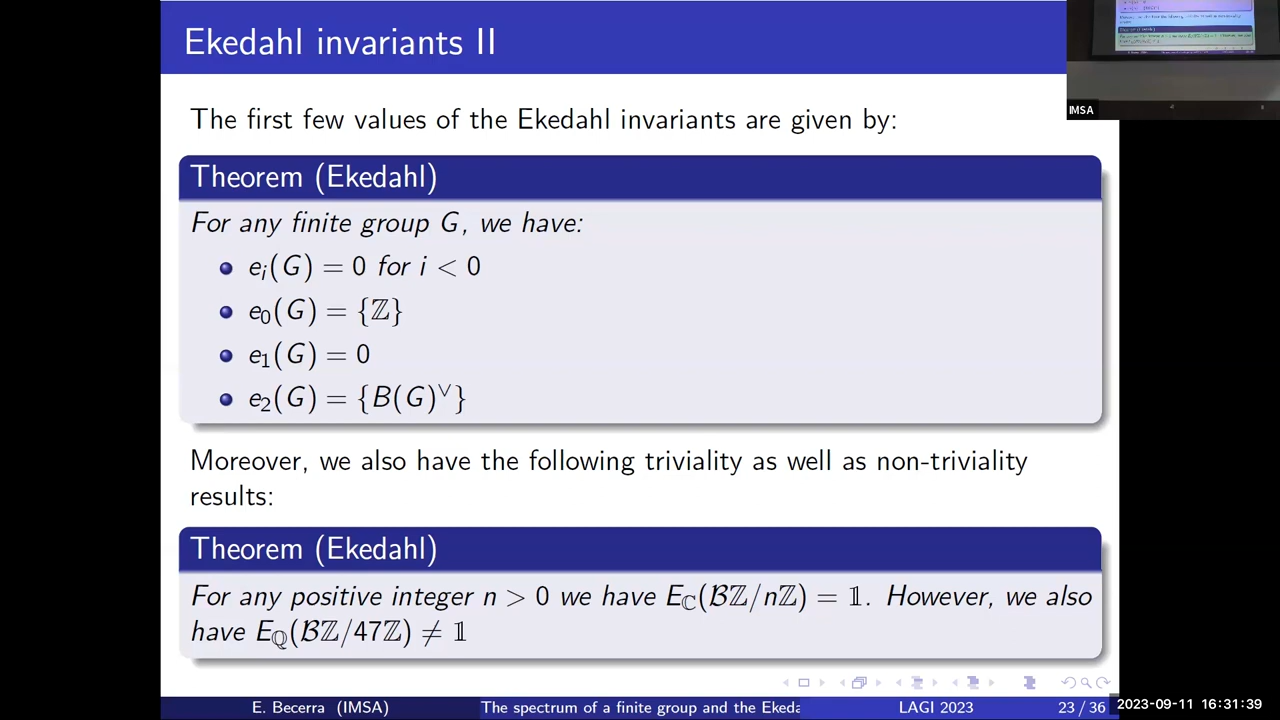 Ekedahl invariants II
IMSA
The first few values of the Ekedahl invariants are given by:
Theorem (Ekedahl)
For any finite group G, we have:
e_i(G) = 0 for i < 0
e_0(G) = {ℤ}
e_1(G) = 0
e_2(G) = {B(G)^∨}
Moreover, we also have the following triviality as well as non-triviality
results:
Theorem (Ekedahl)
For any positive integer n > 0 we have E_ℂ(𝓑ℤ/nℤ) = 𝟙. However, we also
have E_ℚ(𝓑ℤ/47ℤ) ≠ 𝟙
E. Becerra (IMSA) The spectrum of a finite group and the Ekeda LAGI 2023 23 / 36
2023-09-11 16:31:39